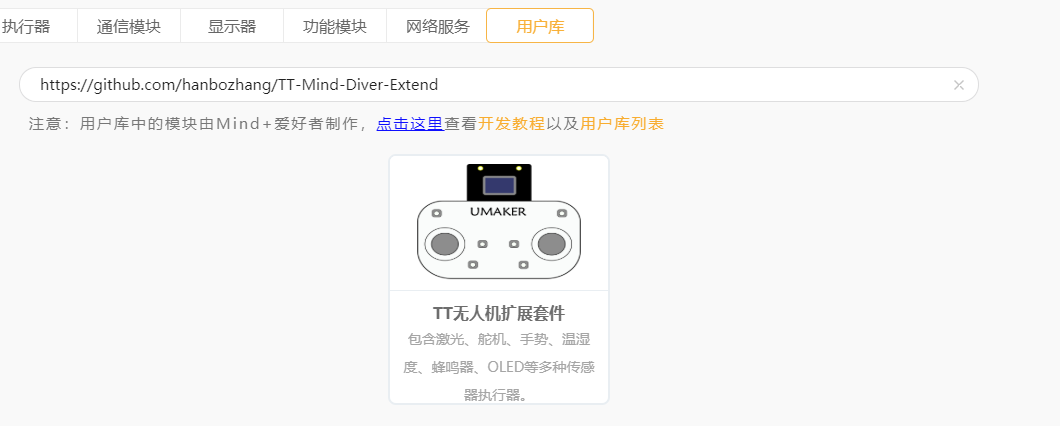 执行器 通信模块 显示器 功能模块 网络服务 用户库
https://github.com/hanbozhang/TT-Mind-Diver-Extend
注意：用户库中的模块由Mind+爱好者制作，点击这里查看开发教程以及用户库列表
UMAKER
TT无人机扩展套件
包含激光、舵机、手势、温湿
度、蜂鸣器、OLED等多种传感
器执行器。